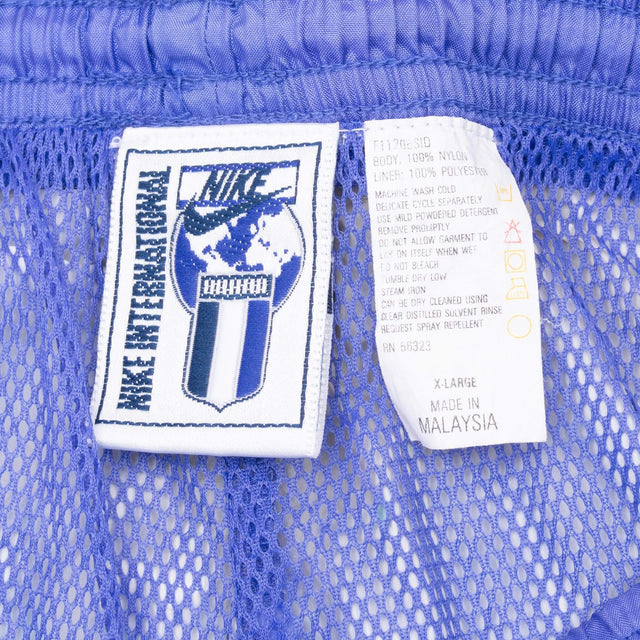 NIKE INTERNATIONAL
NIKE
BODY: 100% NYLON
LINER: 100% POLYESTER
MACHINE WASH COLD
DELICATE CYCLE SEPARATELY
USE MILD POWDERED DETERGENT
REMOVE PROMPTLY
DO NOT ALLOW GARMENT TO
LAY ON ITSELF WHEN WET
DO NOT BLEACH
TUMBLE DRY LOW
STEAM IRON
CAN BE DRY CLEANED USING
CLEAR DISTILLED SOLVENT RINSE
REQUEST SPRAY REPELLENT
RN 56323
X-LARGE
MADE IN
MALAYSIA